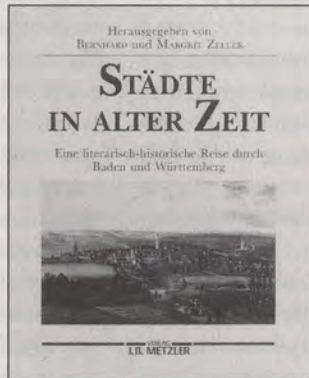 Herausgegeben von
BERNHARD und MARGRIT ZELLER
STÄDTE
IN ALTER ZEIT
Eine literarisch-historische Reise durch
Baden und Württemberg
VERLAG
J.B. METZLER